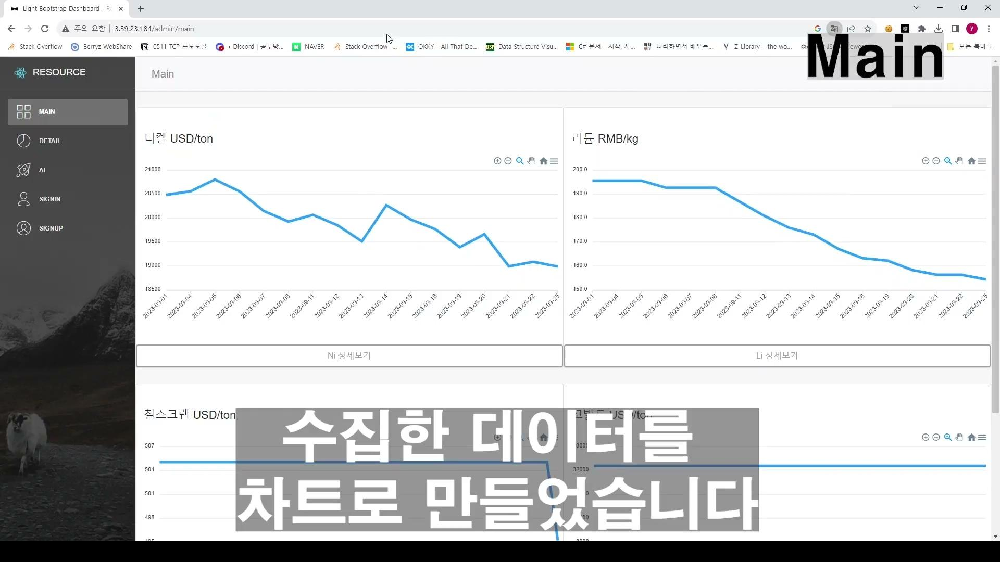 Light Bootstrap Dashboard - Re
주의 요함
3.39.23.184/admin/main
y
Stack Overflow
Berryz WebShare
0511 TCP 프로토콜
• Discord | 공부방...
NAVER
Stack Overflow -...
OKKY - All That De...
USF Data Structure Visu...
C# 문서 - 시작, 자...
따라하면서 배우는...
Z-Library – the wo...
모든 북마크
Main
RESOURCE
Main
MAIN
DETAIL
AI
SIGNIN
SIGNUP
니켈 USD/ton
21000
20500
20000
19500
19000
18500
2023-09-01
2023-09-04
2023-09-05
2023-09-06
2023-09-07
2023-09-08
2023-09-11
2023-09-12
2023-09-13
2023-09-14
2023-09-15
2023-09-18
2023-09-19
2023-09-20
2023-09-21
2023-09-22
2023-09-25
Ni 상세보기
리튬 RMB/kg
200.0
190.0
180.0
170.0
160.0
150.0
2023-09-01
2023-09-04
2023-09-05
2023-09-06
2023-09-07
2023-09-08
2023-09-11
2023-09-12
2023-09-13
2023-09-14
2023-09-15
2023-09-18
2023-09-19
2023-09-20
2023-09-21
2023-09-22
2023-09-25
Li 상세보기
철스크랩 USD/ton
507
504
501
498
코발트 USD/ton
32000
수집한 데이터를
차트로 만들었습니다